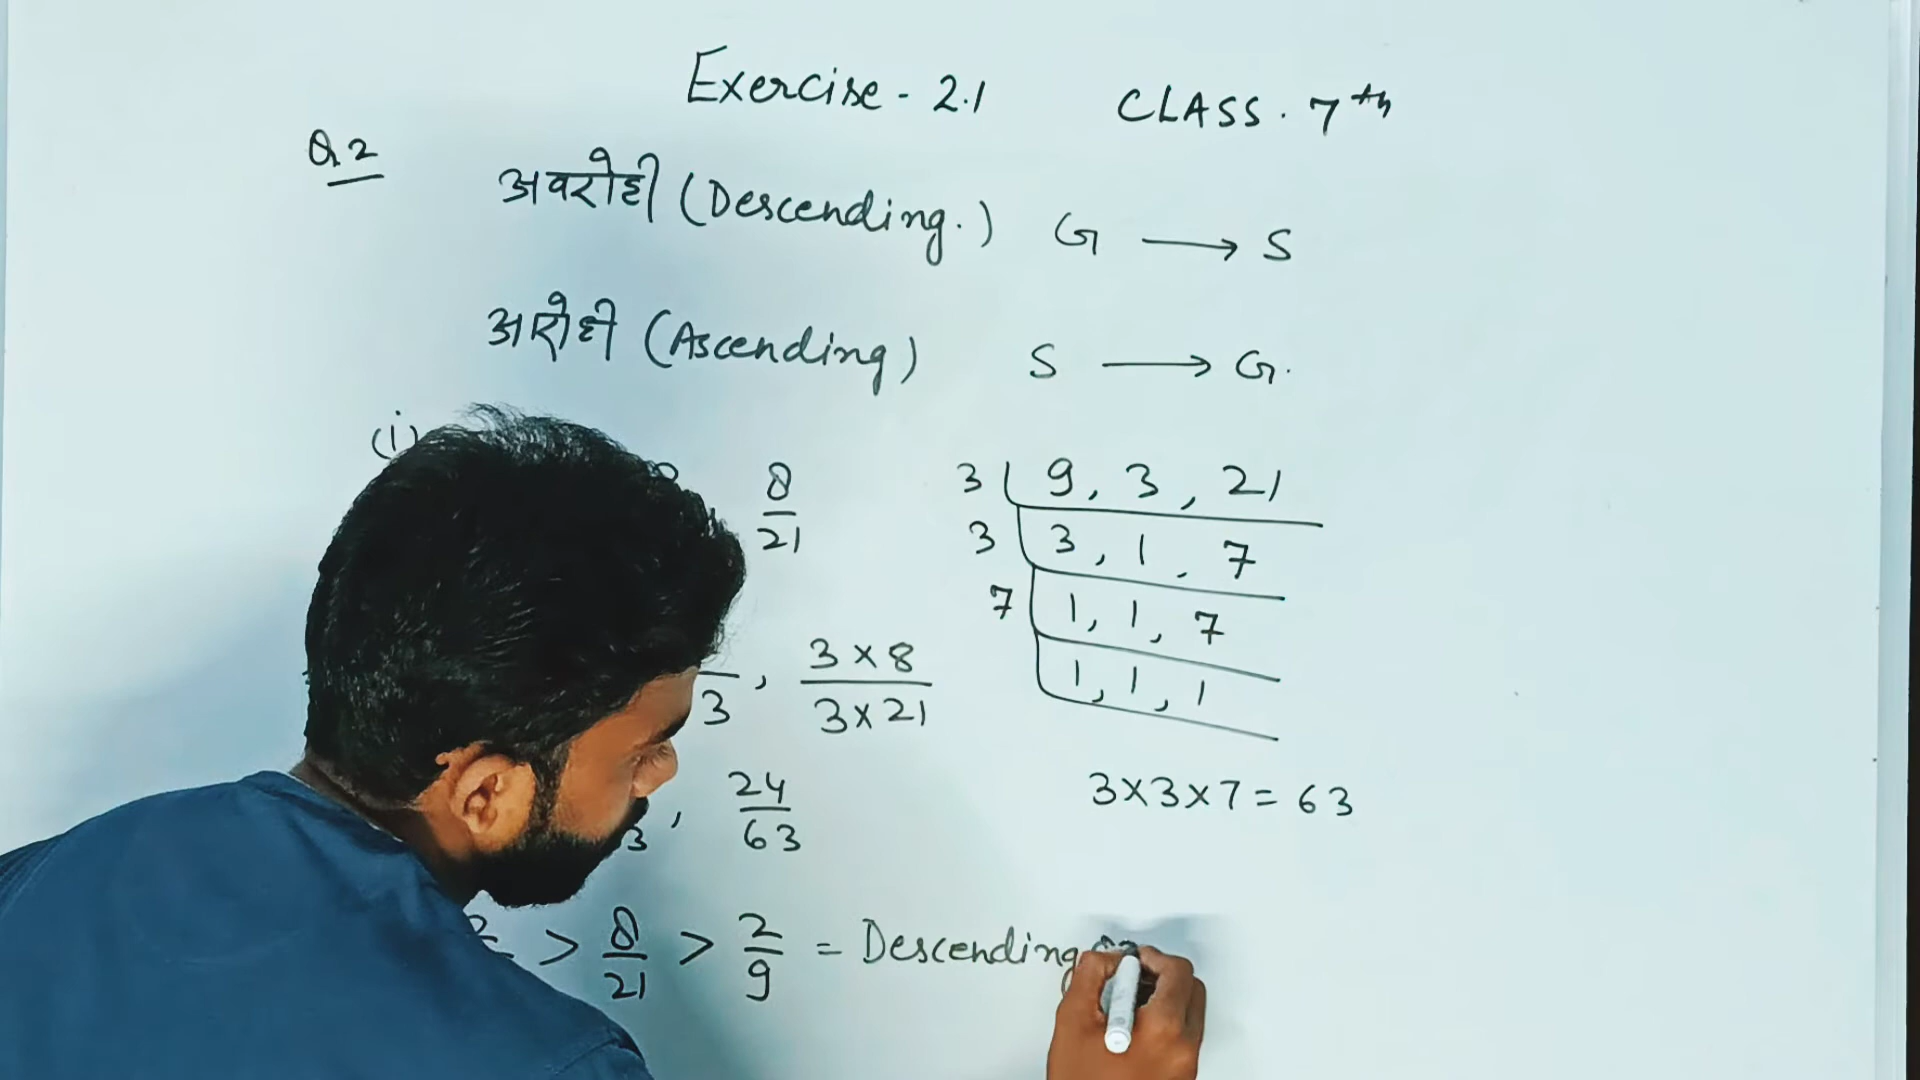 Exercise - 2.1 CLASS. 7th
Q.2
अवरोही (Descending.) G → S
अरोही (Ascending) S → G.
(i)
8/21
3 | 9, 3, 21
3 | 3, 1, 7
7 | 1, 1, 7
1, 1, 1
3, 3×8/3×21
3, 24/63
3×3×7 = 63
> 8/21 > 2/9 = Descending